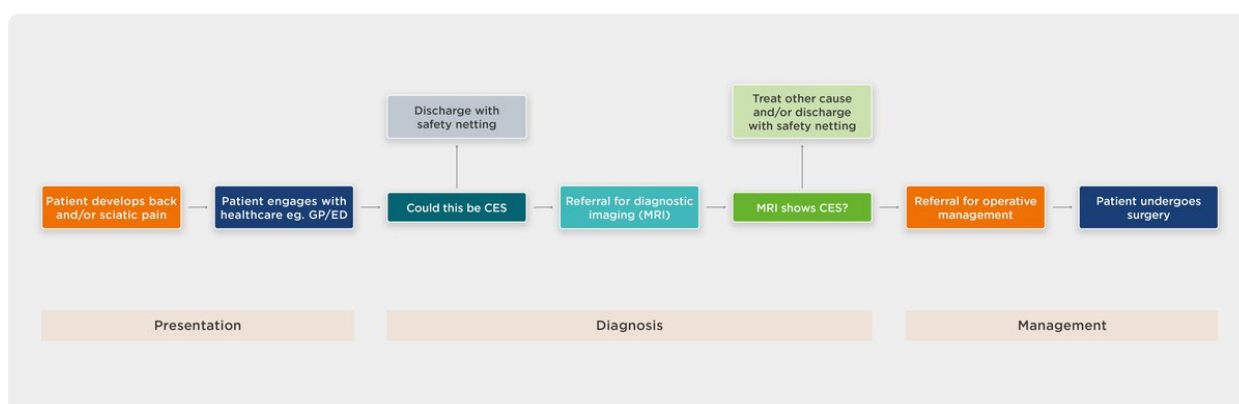 Discharge with
safety netting
Treat other cause
and/or discharge
with safety netting
Patient develops back
and/or sciatic pain
Patient engages with
healthcare eg. GP/ED
Could this be CES
Referral for diagnostic
imaging (MRI)
MRI shows CES?
Referral for operative
management
Patient undergoes
surgery
Presentation
Diagnosis
Management